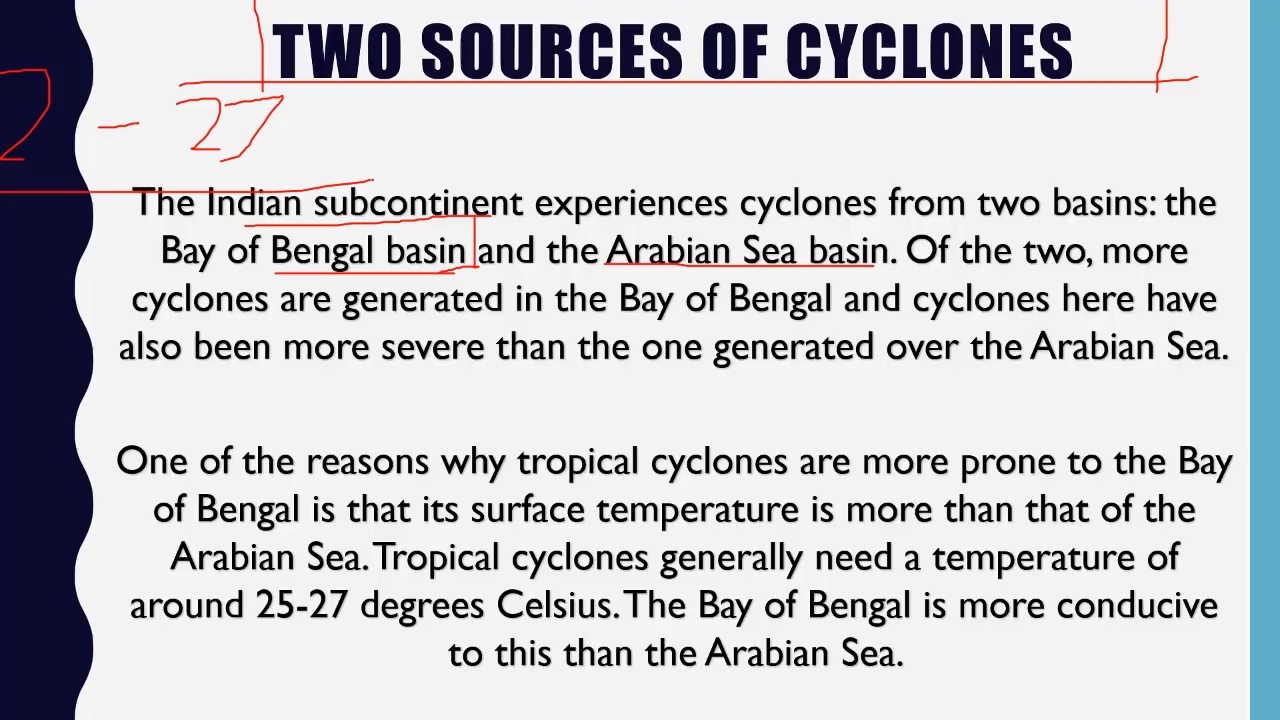 TWO SOURCES OF CYCLONES
2 - 27
The Indian subcontinent experiences cyclones from two basins: the
Bay of Bengal basin and the Arabian Sea basin. Of the two, more
cyclones are generated in the Bay of Bengal and cyclones here have
also been more severe than the one generated over the Arabian Sea.
One of the reasons why tropical cyclones are more prone to the Bay
of Bengal is that its surface temperature is more than that of the
Arabian Sea. Tropical cyclones generally need a temperature of
around 25-27 degrees Celsius. The Bay of Bengal is more conducive
to this than the Arabian Sea.